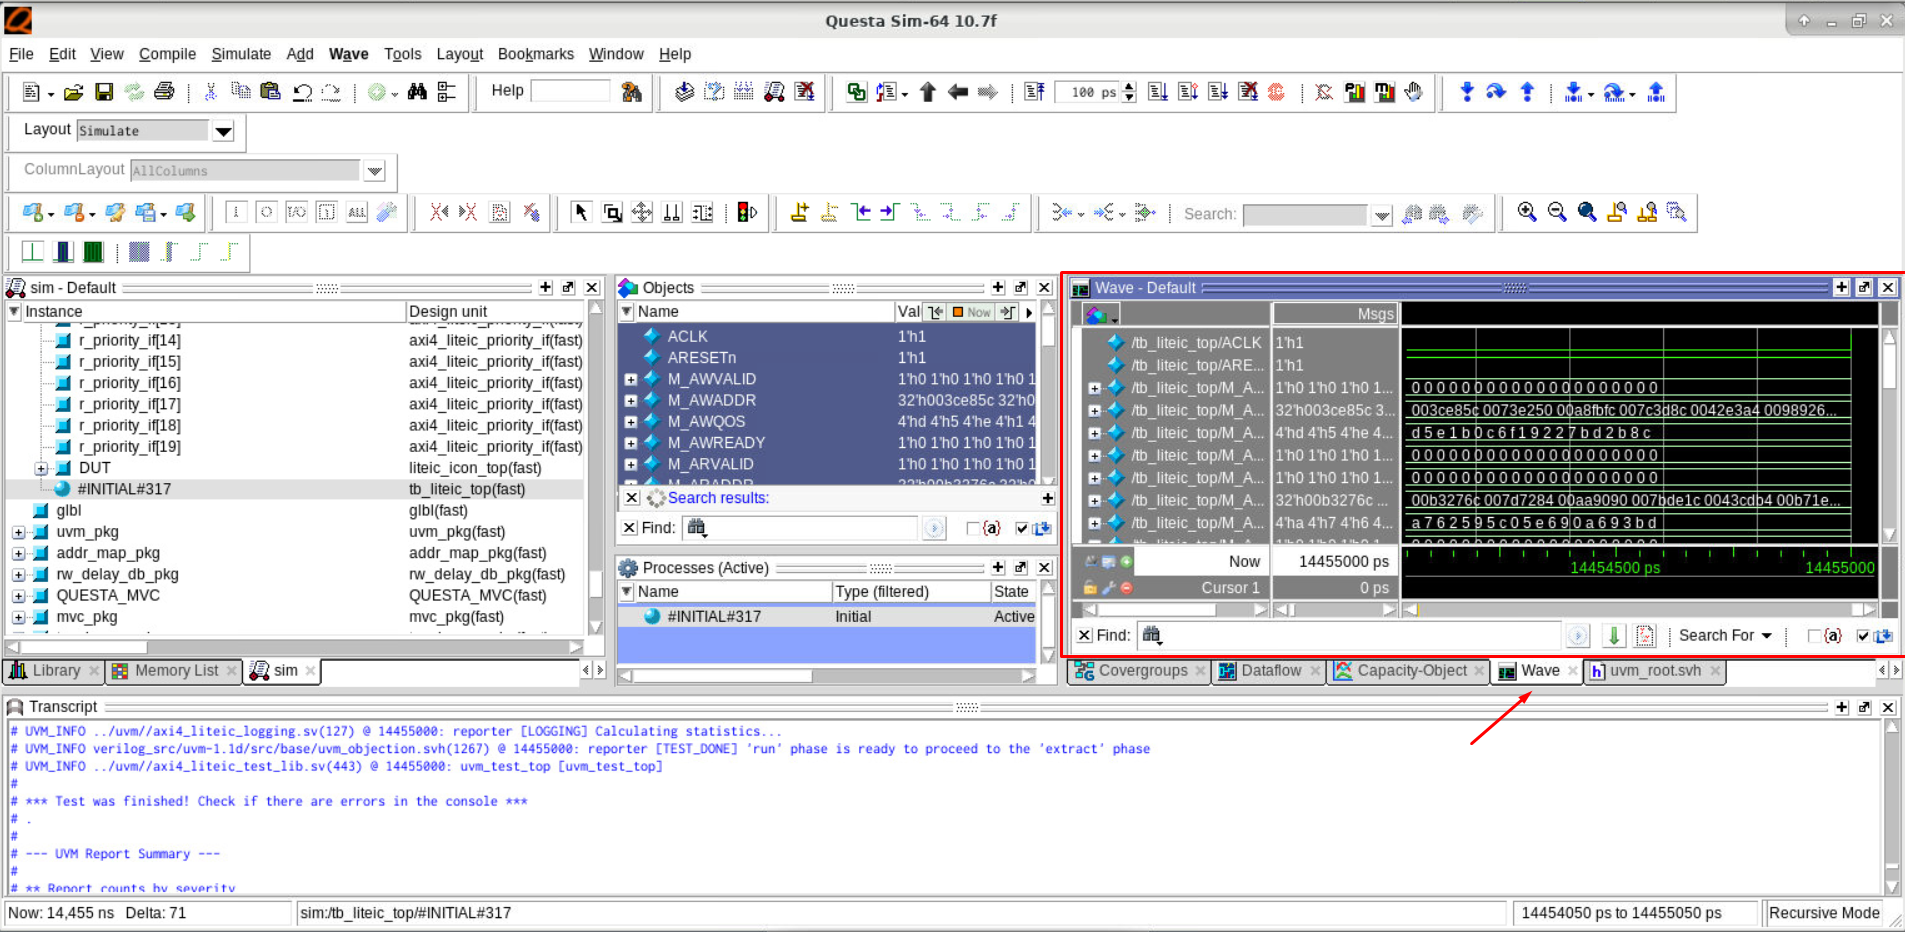 Questa Sim-64 10.7f
File Edit View Compile Simulate Add Wave Tools Layout Bookmarks Window Help
Help
100 ps
Layout Simulate
ColumnLayout AllColumns
Search:
sim - Default
Instance Design unit
r_priority_if[14] axi4_liteic_priority_if(fast)
r_priority_if[15] axi4_liteic_priority_if(fast)
r_priority_if[16] axi4_liteic_priority_if(fast)
r_priority_if[17] axi4_liteic_priority_if(fast)
r_priority_if[18] axi4_liteic_priority_if(fast)
r_priority_if[19] axi4_liteic_priority_if(fast)
DUT liteic_icon_top(fast)
#INITIAL#317 tb_liteic_top(fast)
glbl glbl(fast)
uvm_pkg uvm_pkg(fast)
addr_map_pkg addr_map_pkg(fast)
rw_delay_db_pkg rw_delay_db_pkg(fast)
QUESTA_MVC QUESTA_MVC(fast)
mvc_pkg mvc_pkg(fast)
Library Memory List sim
Objects
Name Val Now
ACLK 1'h1
ARESETn 1'h1
M_AWVALID 1'h0 1'h0 1'h0 1'h0 1
M_AWADDR 32'h003ce85c 32'h0
M_AWQOS 4'hd 4'h5 4'he 4'h1 4
M_AWREADY 1'h0 1'h0 1'h0 1'h0 1
M_ARVALID 1'h0 1'h0 1'h0 1'h0 1
M_ARADDR 32'h00b3276c 32'h0
Search results:
Find: {a}
Processes (Active)
Name Type (filtered) State
#INITIAL#317 Initial Active
Wave - Default
Msgs
/tb_liteic_top/ACLK 1'h1
/tb_liteic_top/ARE... 1'h1
/tb_liteic_top/M_A... 1'h0 1'h0 1'h0 1... 0 0 0 0 0 0 0 0 0 0 0 0 0 0 0 0 0 0 0 0
/tb_liteic_top/M_A... 32'h003ce85c 3... 003ce85c 0073e250 00a8fbfc 007c3d8c 0042e3a4 0098926...
/tb_liteic_top/M_A... 4'hd 4'h5 4'he 4... d 5 e 1 b 0 c 6 f 1 9 2 2 7 b d 2 b 8 c
/tb_liteic_top/M_A... 1'h0 1'h0 1'h0 1... 0 0 0 0 0 0 0 0 0 0 0 0 0 0 0 0 0 0 0 0
/tb_liteic_top/M_A... 1'h0 1'h0 1'h0 1... 0 0 0 0 0 0 0 0 0 0 0 0 0 0 0 0 0 0 0 0
/tb_liteic_top/M_A... 32'h00b3276c ... 00b3276c 007d7284 00aa9090 007bde1c 0043cdb4 00b71e...
/tb_liteic_top/M_A... 4'ha 4'h7 4'h6 4... a 7 6 2 5 9 5 c 0 5 e 6 9 0 a 6 9 3 b d
Now 14455000 ps 14454500 ps 14455000
Cursor 1 0 ps
Find: Search For {a}
Covergroups Dataflow Capacity-Object Wave uvm_root.svh
Transcript
# UVM_INFO ../uvm//axi4_liteic_logging.sv(127) @ 14455000: reporter [LOGGING] Calculating statistics...
# UVM_INFO verilog_src/uvm-1.1d/src/base/uvm_objection.svh(1267) @ 14455000: reporter [TEST_DONE] 'run' phase is ready to proceed to the 'extract' phase
# UVM_INFO ../uvm//axi4_liteic_test_lib.sv(443) @ 14455000: uvm_test_top [uvm_test_top]
#
# *** Test was finished! Check if there are errors in the console ***
# .
#
# --- UVM Report Summary ---
#
# ** Report counts by severity
Now: 14,455 ns Delta: 71 sim:/tb_liteic_top/#INITIAL#317 14454050 ps to 14455050 ps Recursive Mode